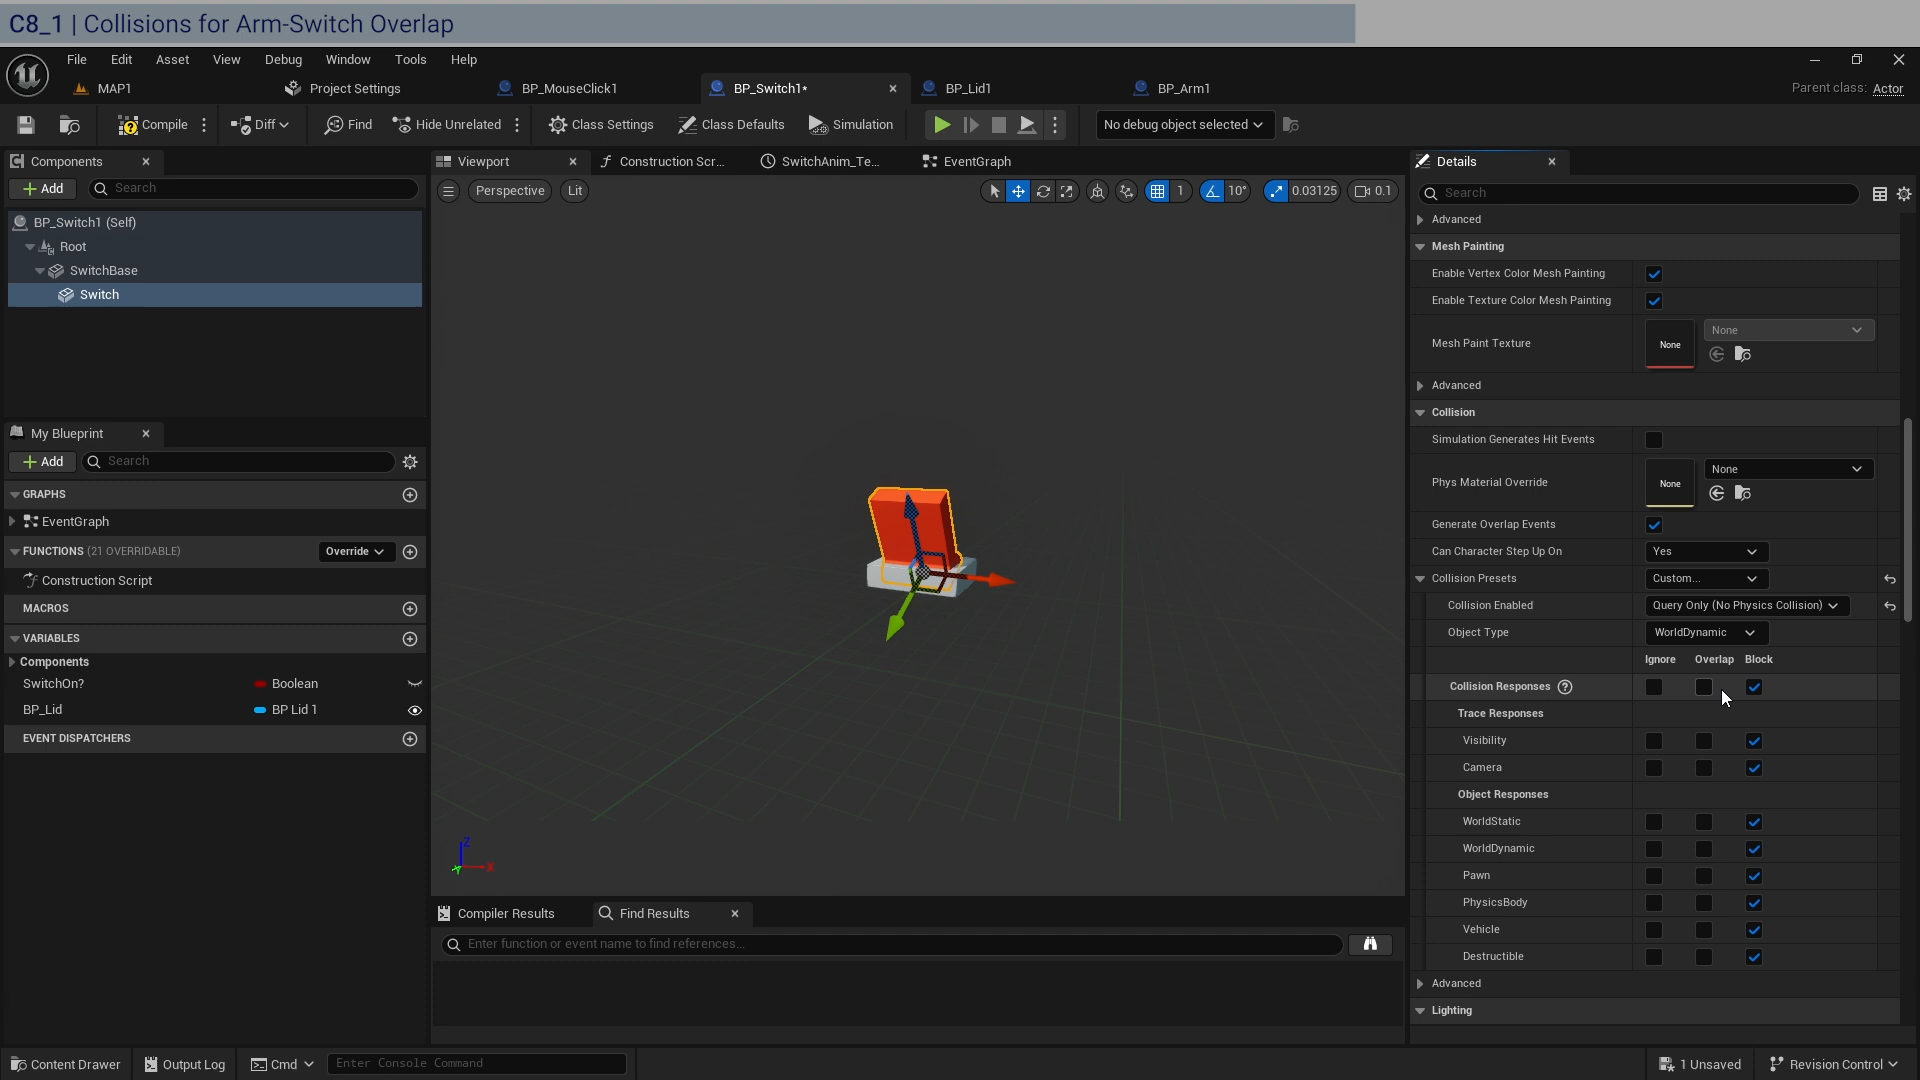 C8_1 | Collisions for Arm-Switch Overlap
File Edit Asset View Debug Window Tools Help
MAP1 Project Settings BP_MouseClick1 BP_Switch1* BP_Lid1 BP_Arm1 Parent class: Actor
Compile Diff Find Hide Unrelated Class Settings Class Defaults Simulation No debug object selected
Components
Add Search
BP_Switch1 (Self)
Root
SwitchBase
Switch
My Blueprint
Add Search
GRAPHS
EventGraph
FUNCTIONS (21 OVERRIDABLE) Override
Construction Script
MACROS
VARIABLES
Components
SwitchOn? Boolean
BP_Lid BP Lid 1
EVENT DISPATCHERS
Viewport Construction Scr... SwitchAnim_Te... EventGraph
Perspective Lit 1 10° 0.03125 0.1
Z
X
Y
Compiler Results Find Results
Enter function or event name to find references...
Details
Search
Advanced
Mesh Painting
Enable Vertex Color Mesh Painting
Enable Texture Color Mesh Painting
Mesh Paint Texture None None
Advanced
Collision
Simulation Generates Hit Events
Phys Material Override None None
Generate Overlap Events
Can Character Step Up On Yes
Collision Presets Custom...
Collision Enabled Query Only (No Physics Collision)
Object Type WorldDynamic
Ignore Overlap Block
Collision Responses ?
Trace Responses
Visibility
Camera
Object Responses
WorldStatic
WorldDynamic
Pawn
PhysicsBody
Vehicle
Destructible
Advanced
Lighting
Content Drawer Output Log Cmd Enter Console Command 1 Unsaved Revision Control